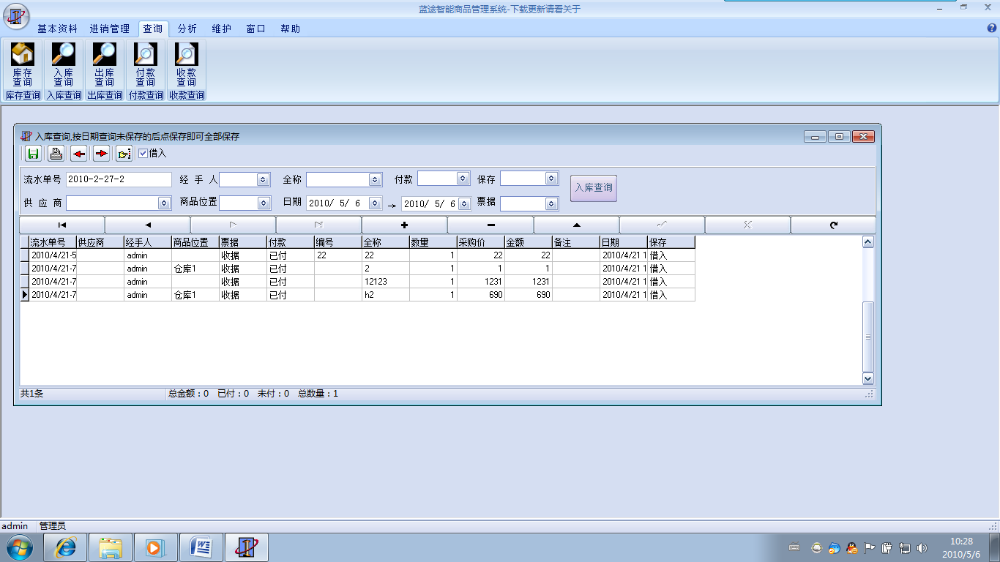 蓝途智能商品管理系统-下载更新请看关于
基本资料 进销管理 查询 分析 维护 窗口 帮助
库存查询 入库查询 出库查询 付款查询 收款查询
库存查询 入库查询 出库查询 付款查询 收款查询
入库查询,按日期查询未保存的后点保存即可全部保存
借入
流水单号 2010-2-27-2 经 手 人 全称 付款 保存
入库查询
供 应 商 商品位置 日期 2010/ 5/ 6 → 2010/ 5/ 6 票据
流水单号 供应商 经手人 商品位置 票据 付款 编号 全称 数量 采购价 金额 备注 日期 保存
2010/4/21-5 admin 收据 已付 22 22 1 22 22 2010/4/21 1 借入
2010/4/21-7 admin 仓库1 收据 已付 2 1 1 1 2010/4/21 1 借入
2010/4/21-7 admin 收据 已付 12123 1 1231 1231 2010/4/21 1 借入
2010/4/21-7 admin 仓库1 收据 已付 h2 1 690 690 2010/4/21 1 借入
共1条 总金额：0 已付：0 未付：0 总数量：1
admin 管理员
10:28
2010/5/6